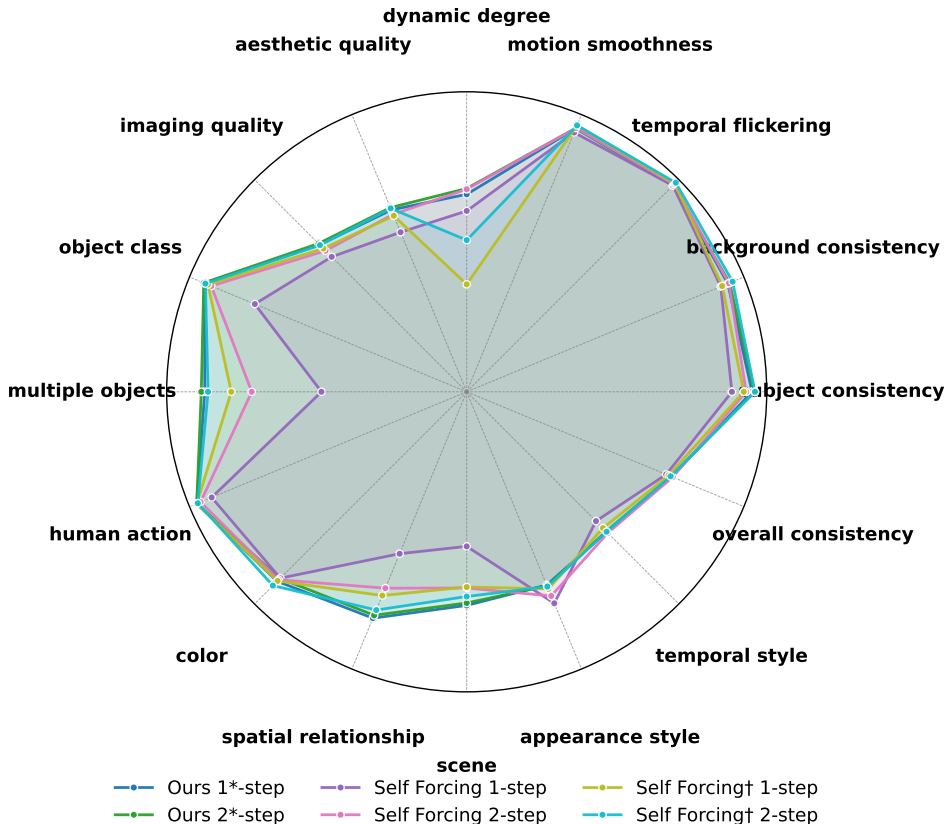 dynamic degree
aesthetic quality motion smoothness
imaging quality temporal flickering
object class background consistency
multiple objects subject consistency
human action overall consistency
color temporal style
spatial relationship appearance style
scene
Ours 1*-step Self Forcing 1-step Self Forcing† 1-step
Ours 2*-step Self Forcing 2-step Self Forcing† 2-step